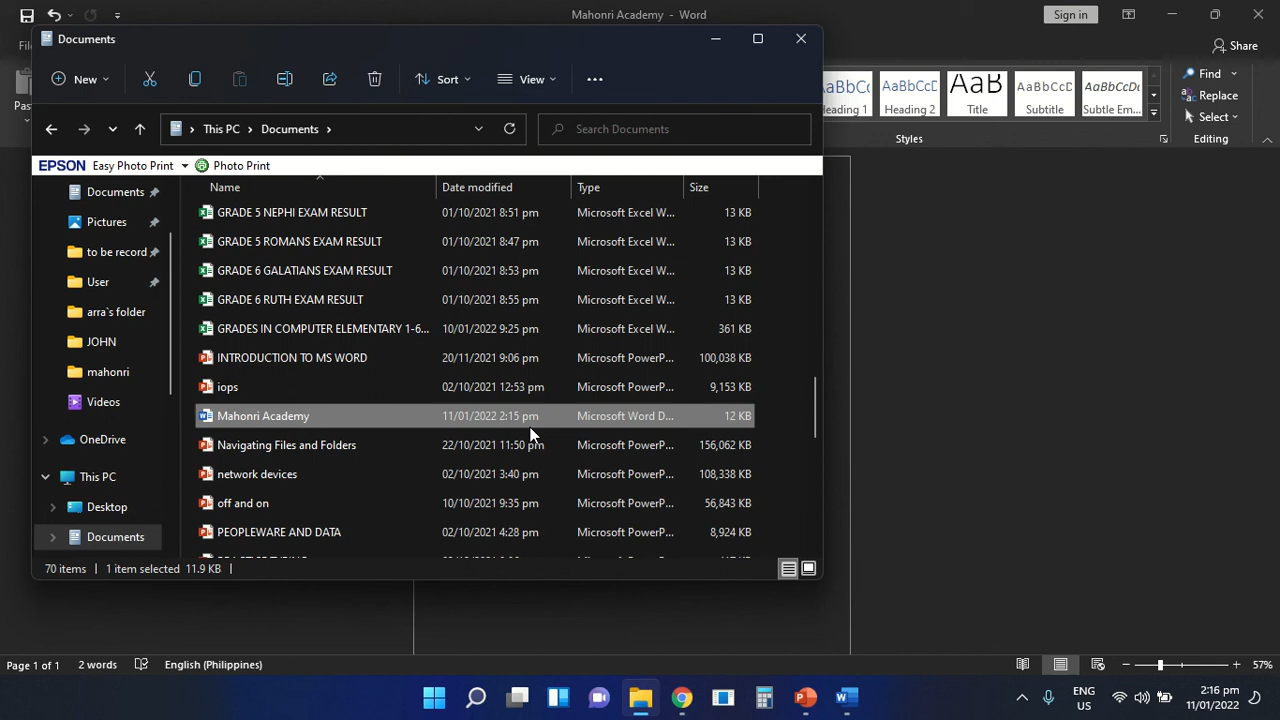 Mahonri Academy - Word
Sign in
Documents
Share
New
Sort
View
Find
Replace
Select
Editing
AaBbCcD
AaB
AaBbCcD
AaBbCcD
Heading 2
Title
Subtitle
Subtle Em...
Styles
This PC
Documents
Search Documents
EPSON Easy Photo Print
Photo Print
Name
Date modified
Type
Size
Documents
Pictures
to be record
User
arra`s folder
JOHN
mahonri
Videos
OneDrive
This PC
Desktop
Documents
GRADE 5 NEPHI EXAM RESULT 01/10/2021 8:51 pm Microsoft Excel W... 13 KB
GRADE 5 ROMANS EXAM RESULT 01/10/2021 8:47 pm Microsoft Excel W... 13 KB
GRADE 6 GALATIANS EXAM RESULT 01/10/2021 8:53 pm Microsoft Excel W... 13 KB
GRADE 6 RUTH EXAM RESULT 01/10/2021 8:55 pm Microsoft Excel W... 13 KB
GRADES IN COMPUTER ELEMENTARY 1-6... 10/01/2022 9:25 pm Microsoft Excel W... 361 KB
INTRODUCTION TO MS WORD 20/11/2021 9:06 pm Microsoft PowerP... 100,038 KB
iops 02/10/2021 12:53 pm Microsoft PowerP... 9,153 KB
Mahonri Academy 11/01/2022 2:15 pm Microsoft Word D... 12 KB
Navigating Files and Folders 22/10/2021 11:50 pm Microsoft PowerP... 156,062 KB
network devices 02/10/2021 3:40 pm Microsoft PowerP... 108,338 KB
off and on 10/10/2021 9:35 pm Microsoft PowerP... 56,843 KB
PEOPLEWARE AND DATA 02/10/2021 4:28 pm Microsoft PowerP... 8,924 KB
70 items 1 item selected 11.9 KB
Page 1 of 1 2 words English (Philippines)
57%
ENG
US
2:16 pm
11/01/2022